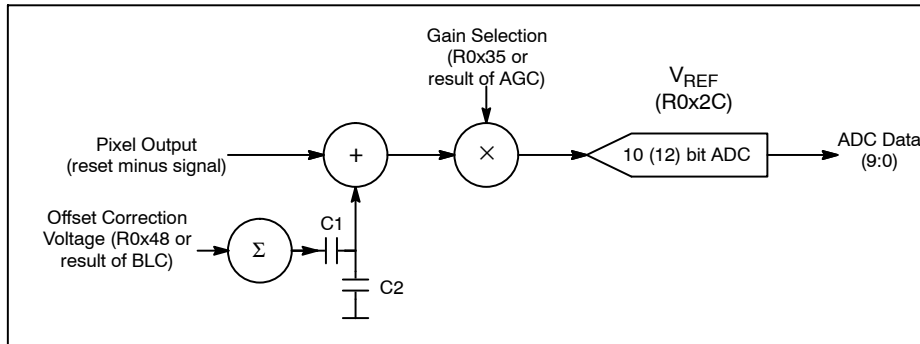 Gain Selection
(R0x35 or
result of AGC)
VREF
(R0x2C)
Pixel Output
(reset minus signal)
+
×
10 (12) bit ADC
ADC Data
(9:0)
Offset Correction
Voltage (R0x48 or
result of BLC)
Σ
C1
C2